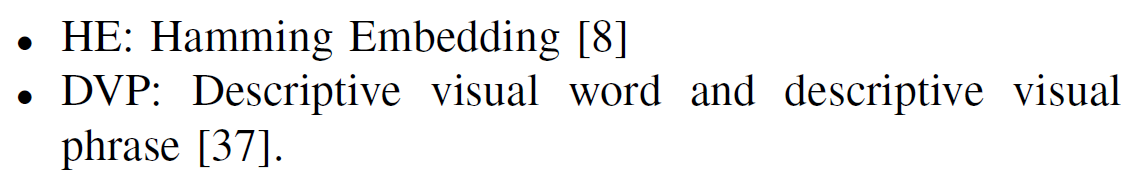 • HE: Hamming Embedding [8]
• DVP: Descriptive visual word and descriptive visual
phrase [37].